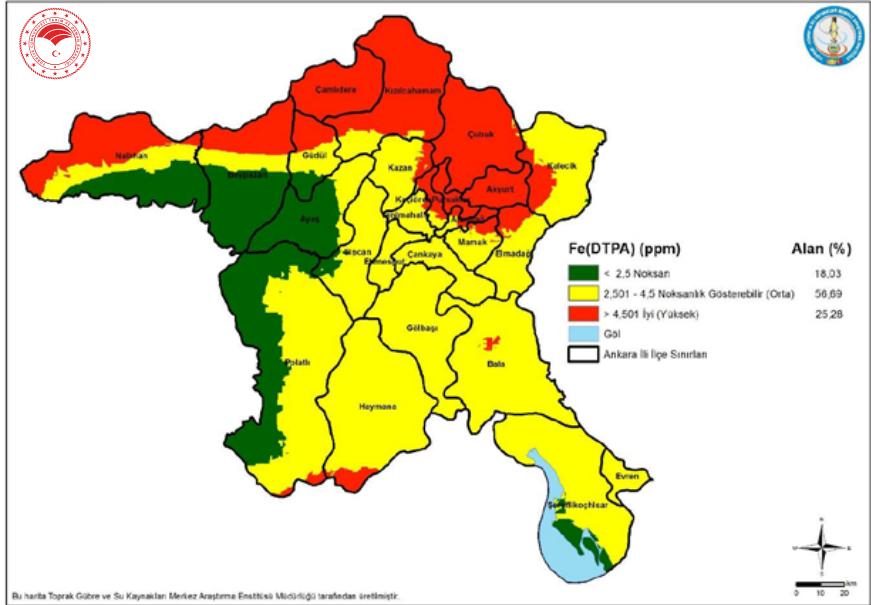 Çamlıdere
Kızılcahamam
Çubuk
Nallıhan
Güdül
Kalecik
Kazan
Beypazarı
Akyurt
Ayaş
Mamak
Sincan
Çankaya
Elmadağ
Fe(DTPA) (ppm) Alan (%)
< 2,5 Noksan 18,03
2,501 - 4,5 Noksanlık Gösterebilir (Orta) 56,69
> 4,501 İyi (Yüksek) 25,28
Göl
Ankara İli İlçe Sınırları
Gölbaşı
Polatlı
Bala
Haymana
Evren
Şereflikoçhisar
km
0 10 20
Bu harita Toprak Gübre ve Su Kaynakları Merkez Araştırma Enstitüsü Müdürlüğü tarafından üretilmiştir.